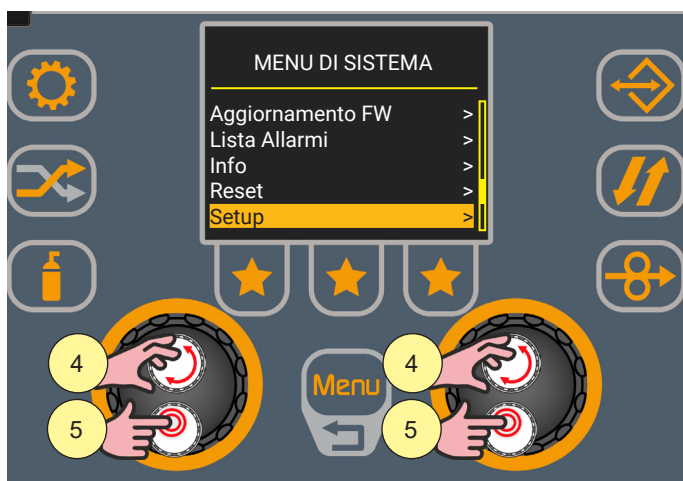 MENU DI SISTEMA
Aggiornamento FW >
Lista Allarmi >
Info >
Reset >
Setup >
4
4
Menu
5
5